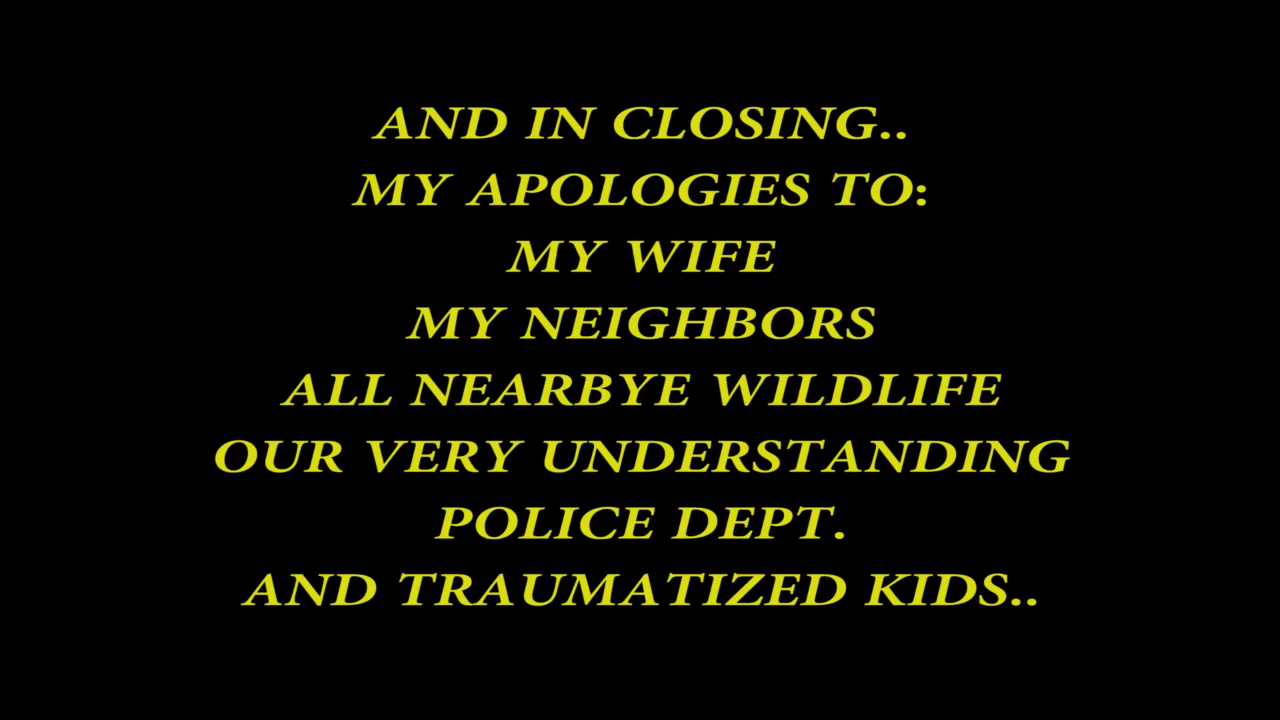 AND IN CLOSING..
MY APOLOGIES TO:
MY WIFE
MY NEIGHBORS
ALL NEARBYE WILDLIFE
OUR VERY UNDERSTANDING
POLICE DEPT.
AND TRAUMATIZED KIDS..